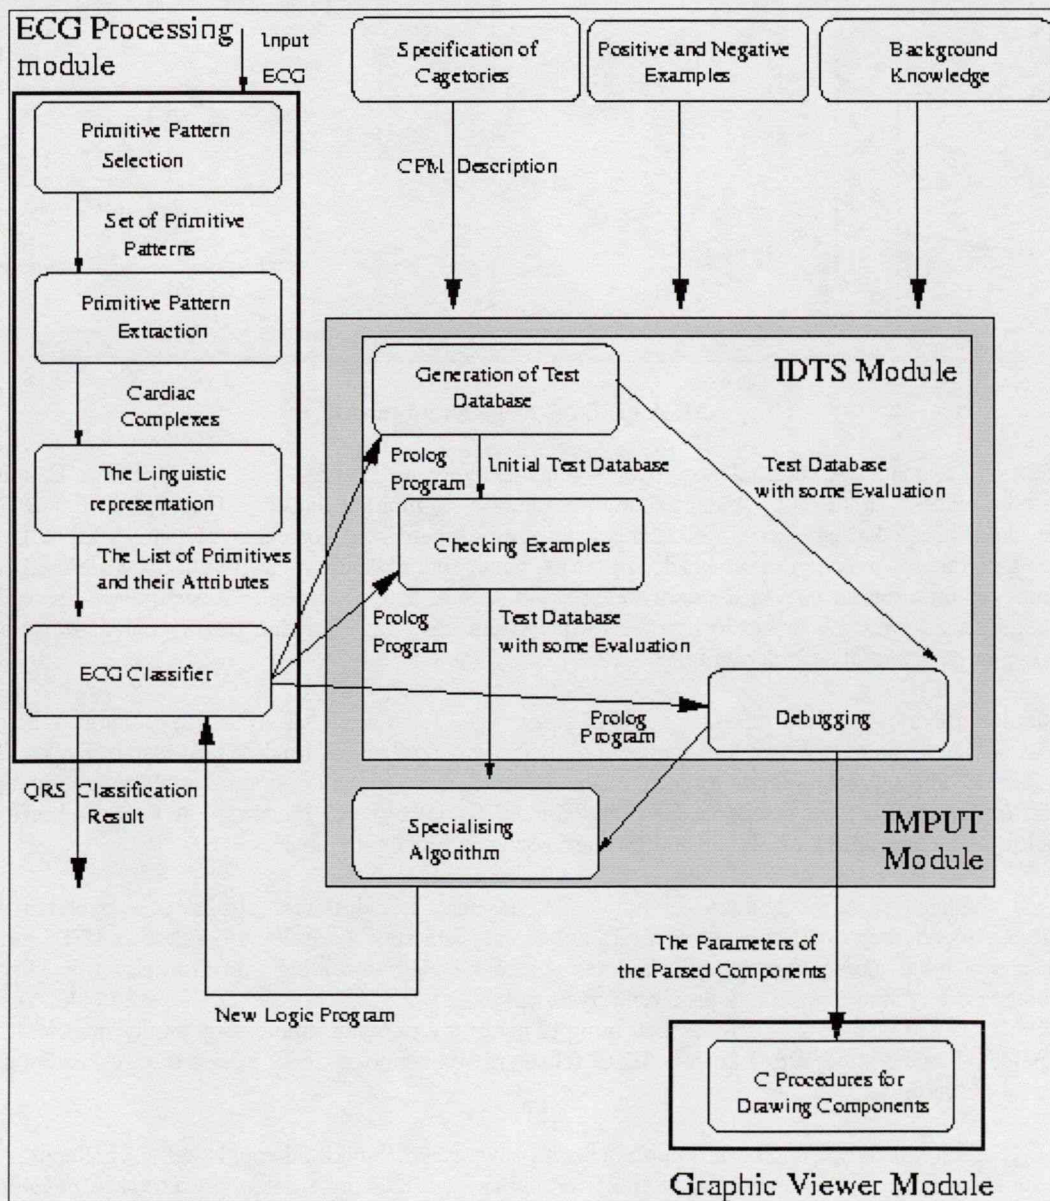 ECG Processing
module
Input
ECG
Primitive Pattern
Selection
Set of Primitive
Patterns
Primitive Pattern
Extraction
Cardiac
Complexes
The Linguistic
representation
The List of Primitives
and their Attributes
ECG Classifier
QRS Classification
Result
Specification of
Cagetories
Positive and Negative
Examples
Background
Knowledge
CPM Description
IDTS Module
Generation of Test
Database
Prolog
Program
Initial Test Database
Test Database
with some Evaluation
Checking Examples
Prolog
Program
Test Database
with some Evaluation
Prolog
Program
Debugging
Specialising
Algorithm
IMPUT
Module
New Logic Program
The Parameters of
the Parsed Components
C Procedures for
Drawing Components
Graphic Viewer Module